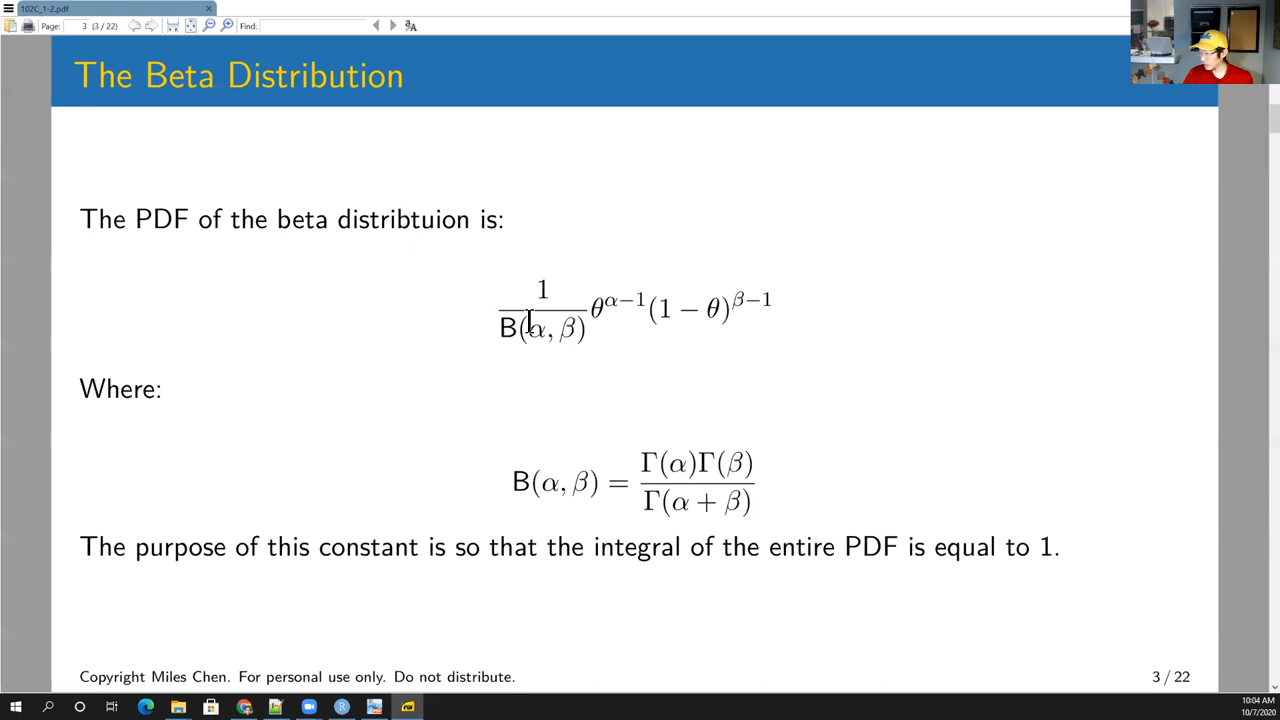 102C_1-2.pdf
Page: 3 (3 / 22) Find:
The Beta Distribution
The PDF of the beta distribtuion is:
1/B(α, β) θ^(α−1)(1 − θ)^(β−1)
Where:
B(α, β) = Γ(α)Γ(β)/Γ(α + β)
The purpose of this constant is so that the integral of the entire PDF is equal to 1.
Copyright Miles Chen. For personal use only. Do not distribute. 3 / 22
10:04 AM
10/7/2020